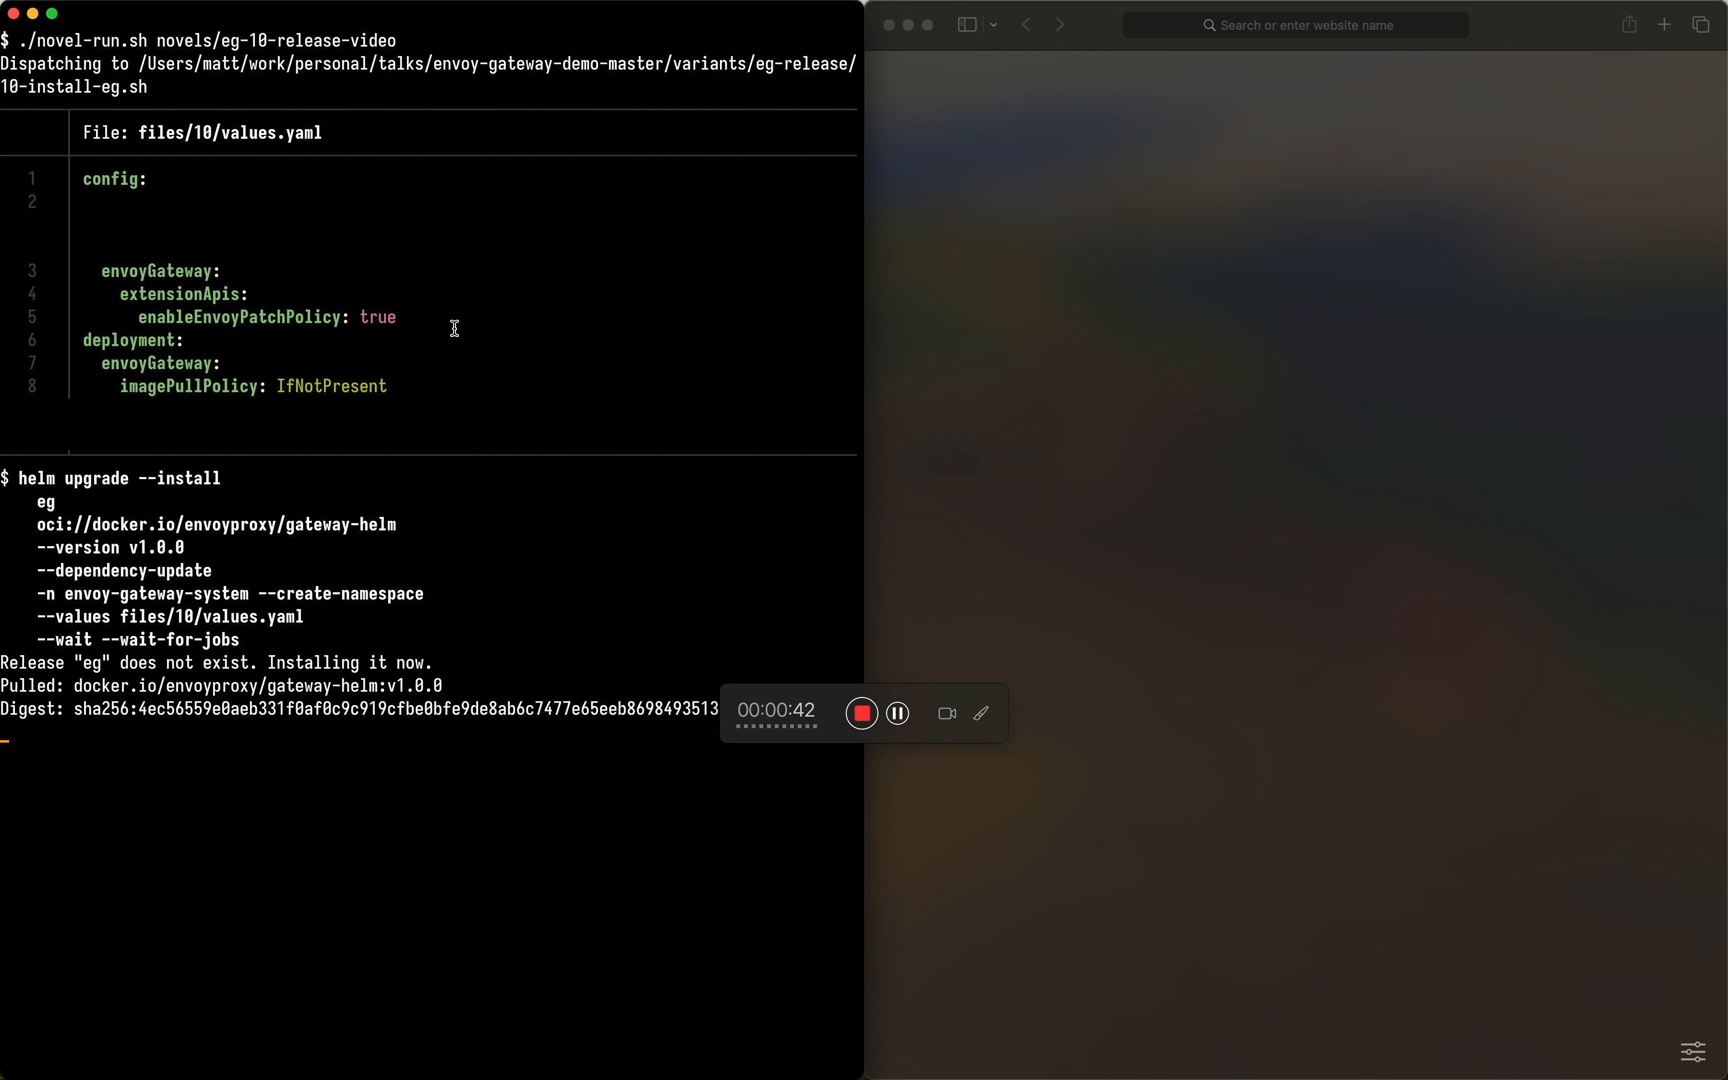 $ ./novel-run.sh novels/eg-10-release-video
Dispatching to /Users/matt/work/personal/talks/envoy-gateway-demo-master/variants/eg-release/
10-install-eg.sh
File: files/10/values.yaml
1 config:
2
3 envoyGateway:
4 extensionApis:
5 enableEnvoyPatchPolicy: true
6 deployment:
7 envoyGateway:
8 imagePullPolicy: IfNotPresent
$ helm upgrade --install
eg
oci://docker.io/envoyproxy/gateway-helm
--version v1.0.0
--dependency-update
-n envoy-gateway-system --create-namespace
--values files/10/values.yaml
--wait --wait-for-jobs
Release "eg" does not exist. Installing it now.
Pulled: docker.io/envoyproxy/gateway-helm:v1.0.0
Digest: sha256:4ec56559e0aeb331f0af0c9c919cfbe0bfe9de8ab6c7477e65eeb8698493513
00:00:42
Search or enter website name